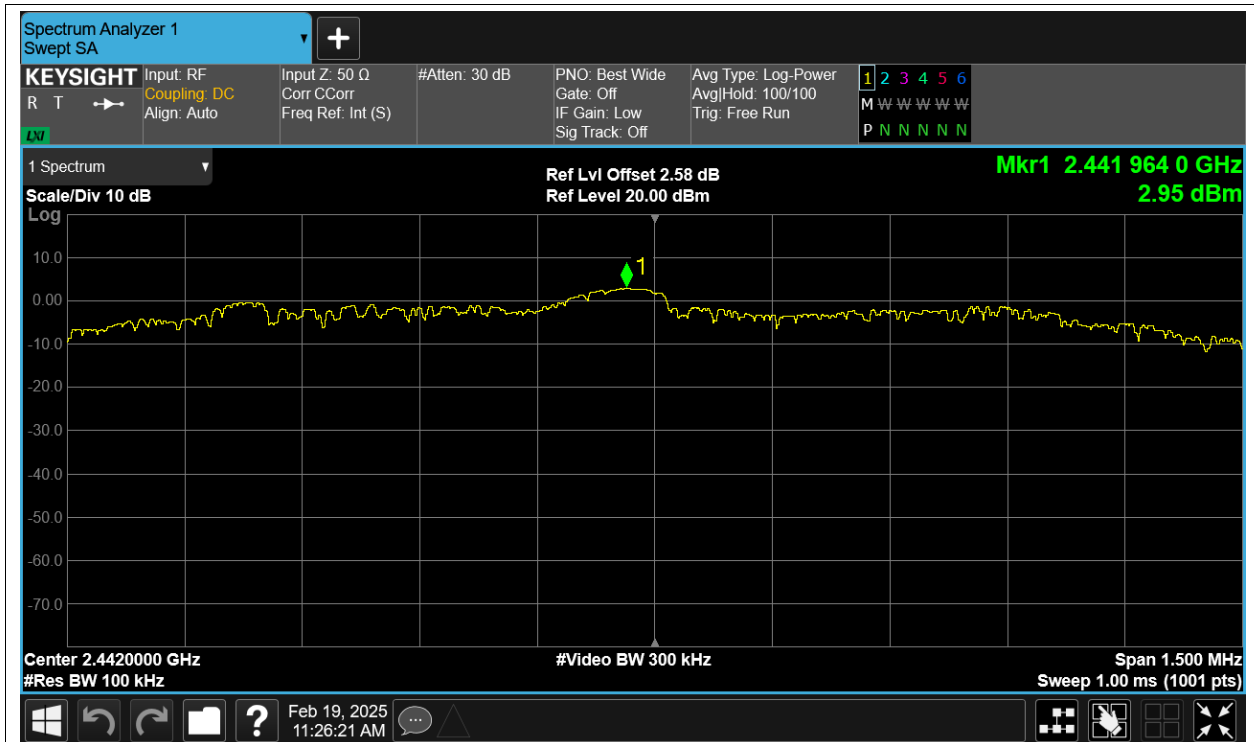 Spectrum Analyzer 1
Swept SA
KEYSIGHT
R T
LXI
Input: RF
Coupling: DC
Align: Auto
Input Z: 50 Ω
Corr CCorr
Freq Ref: Int (S)
#Atten: 30 dB
PNO: Best Wide
Gate: Off
IF Gain: Low
Sig Track: Off
Avg Type: Log-Power
Avg|Hold: 100/100
Trig: Free Run
1 2 3 4 5 6
M W W W W W
P N N N N N
1 Spectrum
Scale/Div 10 dB
Log
Ref Lvl Offset 2.58 dB
Ref Level 20.00 dBm
Mkr1 2.441 964 0 GHz
2.95 dBm
1
10.0
0.00
-10.0
-20.0
-30.0
-40.0
-50.0
-60.0
-70.0
Center 2.4420000 GHz
#Res BW 100 kHz
#Video BW 300 kHz
Span 1.500 MHz
Sweep 1.00 ms (1001 pts)
?
Feb 19, 2025
11:26:21 AM